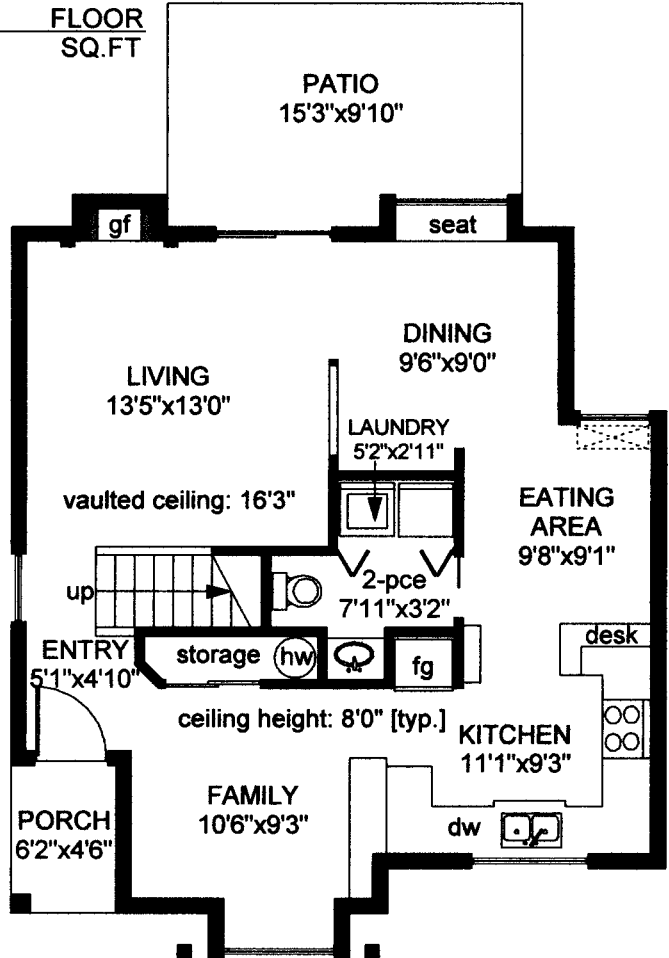 FLOOR
SQ.FT
PATIO
15'3"x9'10"
gf
seat
DINING
9'6"x9'0"
LIVING
13'5"x13'0"
LAUNDRY
5'2"x2'11"
vaulted ceiling: 16'3"
EATING
AREA
9'8"x9'1"
up
2-pce
7'11"x3'2"
ENTRY
5'1"x4'10"
storage
hw
fg
desk
ceiling height: 8'0" [typ.]
KITCHEN
11'1"x9'3"
FAMILY
10'6"x9'3"
PORCH
6'2"x4'6"
dw